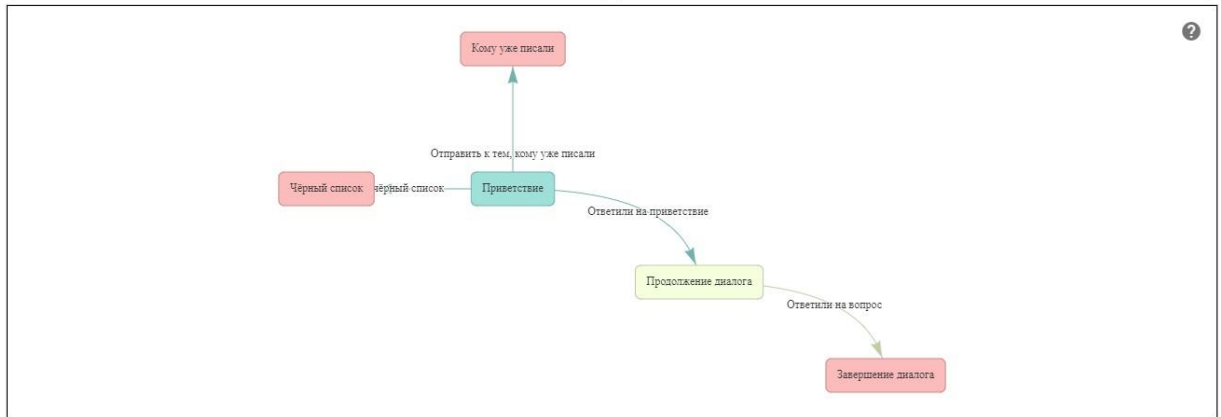 Кому уже писали
Отправить к тем, кому уже писали
Чёрный список
чёрный список
Приветствие
Ответили на приветствие
Продолжение диалога
Ответили на вопрос
Завершение диалога